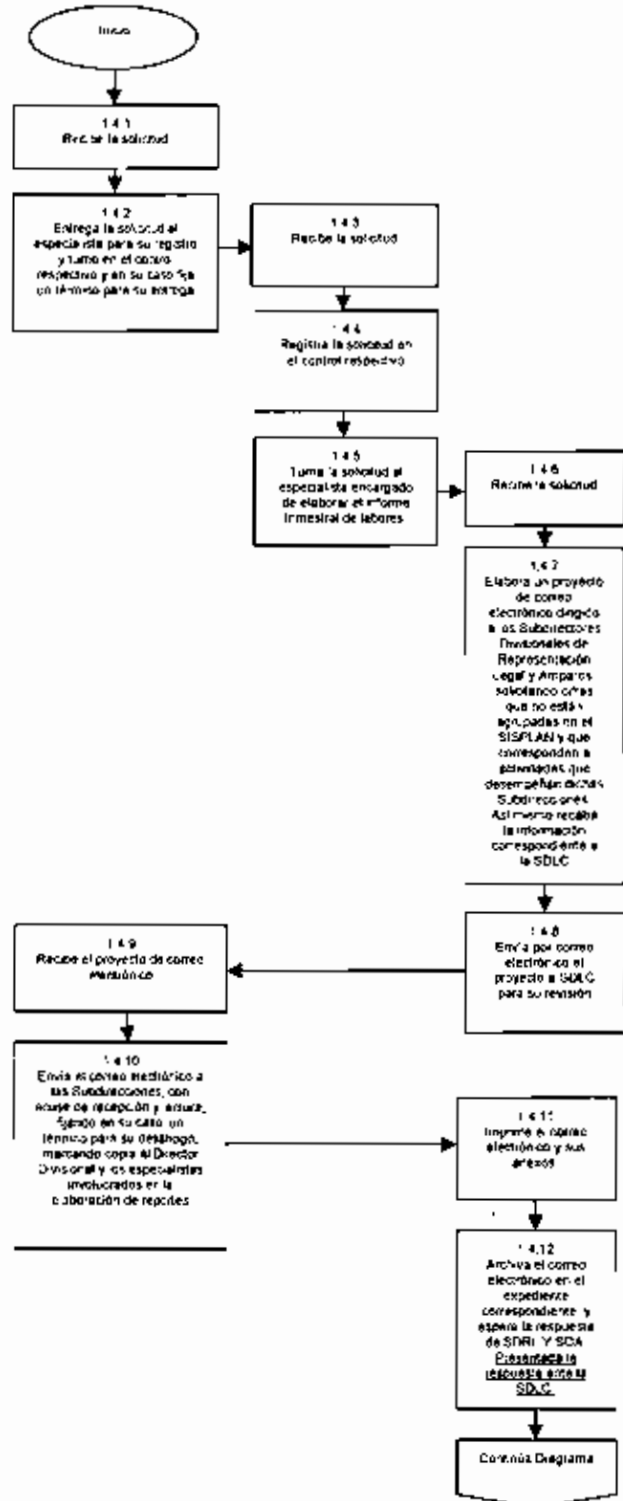 Inicio
1.4.1
Recibe la solicitud
1.4.2
Entrega la solicitud al
especialista para su registro
y turno en el control
respectivo y en su caso fija
un término para su entrega
1.4.3
Recibe la solicitud
1.4.4
Registra la solicitud en
el control respectivo
1.4.5
Turna la solicitud al
especialista encargado
de elaborar el informe
trimestral de labores
1.4.6
Recibe la solicitud
1.4.7
Elabora un proyecto
de correo
electrónico dirigido
a los Subdirectores
Divisionales de
Representación
Legal y Amparos
solicitando cifras
que no están
agrupadas en el
SISPLAN y que
corresponden a
actividades que
desempeñan dichas
Subdirecciones
Así mismo recaba
la información
correspondiente a
la SDLC
1.4.8
Envía por correo
electrónico el
proyecto a SDLC
para su revisión
1.4.9
Recibe el proyecto de correo
electrónico
1.4.10
Envía el correo electrónico a
las Subdirecciones, con
acuse de recepción y lectura,
fijando en su caso, un
término para su desahogo,
marcando copia al Director
Divisional y los especialistas
involucrados en la
elaboración de reportes
1.4.11
Imprime el correo
electrónico y sus
anexos
1.4.12
Archiva el correo
electrónico en el
expediente
correspondiente y
espera la respuesta
de SDRL Y SDA
Presentada la
respuesta ante la
SDLC
Continúa Diagrama